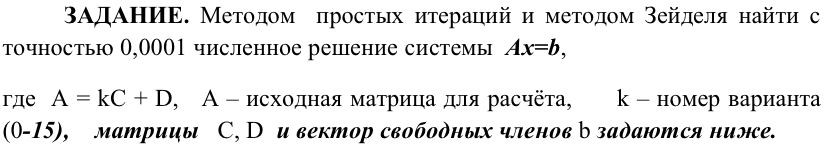 ЗАДАНИЕ. Методом простых итераций и методом Зейделя найти с
точностью 0,0001 численное решение системы Ax=b,
где A = kC + D, A – исходная матрица для расчёта, k – номер варианта
(0-15), матрицы C, D и вектор свободных членов b задаются ниже.